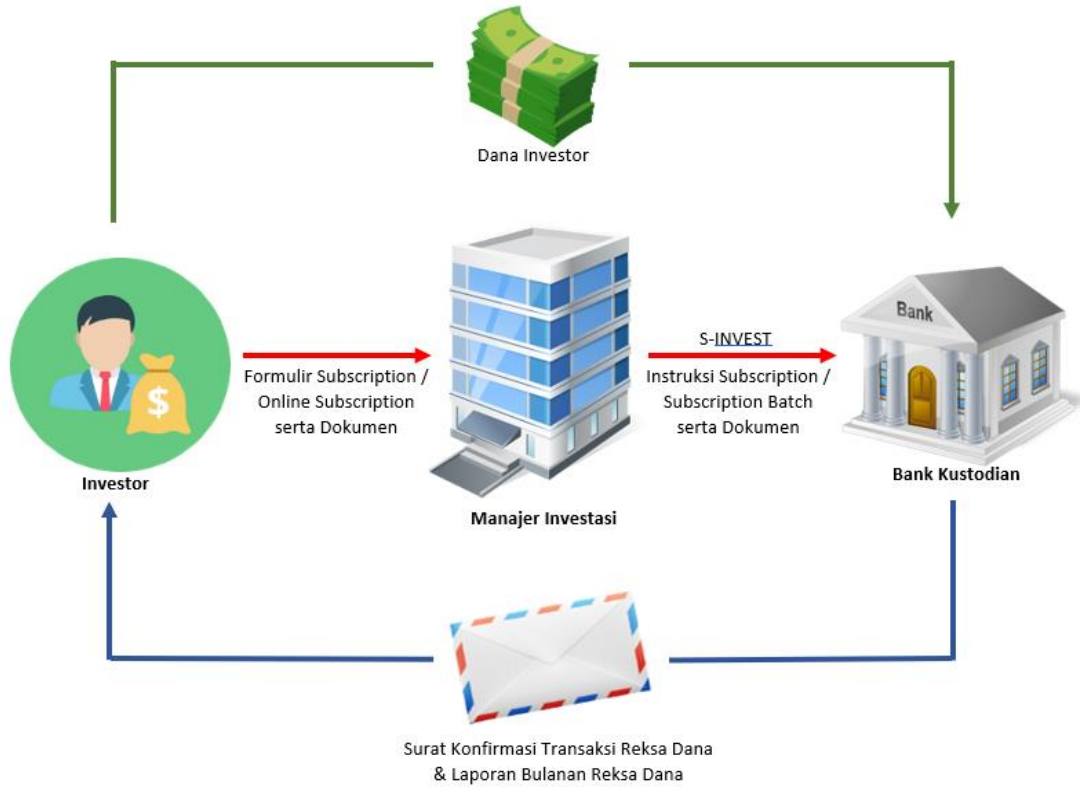 Dana Investor
Bank
$
S-INVEST
Formulir Subscription /
Online Subscription
serta Dokumen
Instruksi Subscription /
Subscription Batch
serta Dokumen
Investor
Manajer Investasi
Bank Kustodian
Surat Konfirmasi Transaksi Reksa Dana
& Laporan Bulanan Reksa Dana